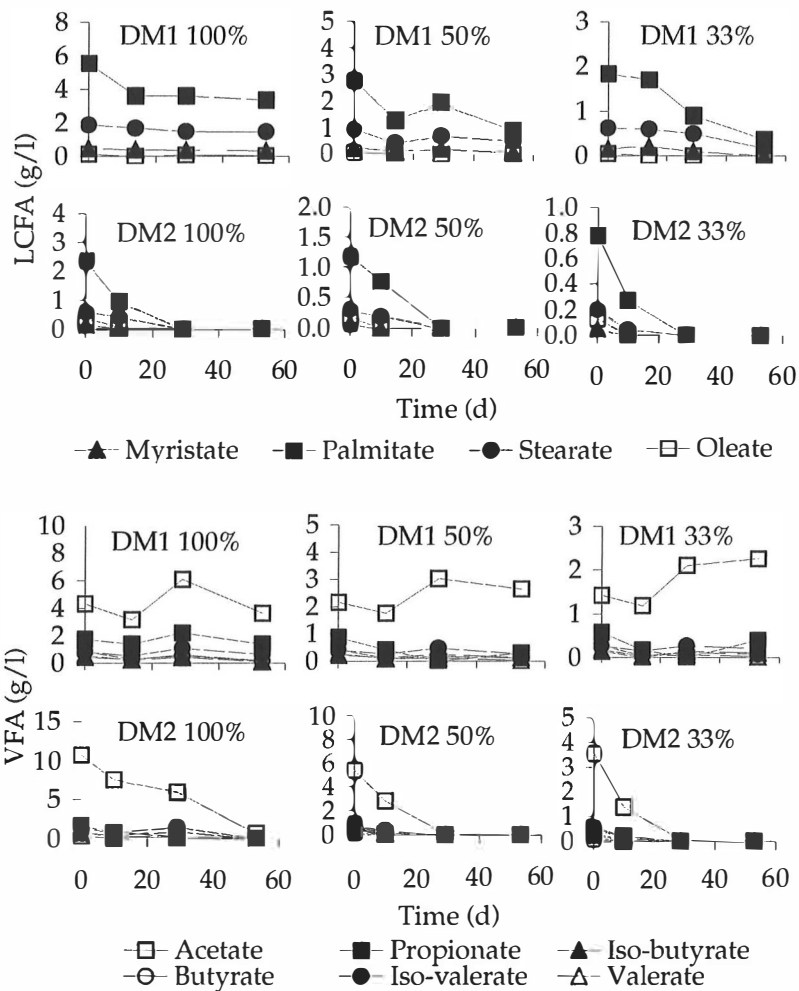 DM1 100%
DM1 50%
DM1 33%
8
6
4
2
0
5
4
3
2
1
0
3
2
1
0
LCFA (g/l)
DM2 100%
DM2 50%
DM2 33%
4
3
2
1
0
2.0
1.5
1.0
0.5
0.0
1.0
0.8
0.6
0.4
0.2
0.0
0 20 40 60
0 20 40 60
0 20 40 60
Time (d)
Myristate Palmitate Stearate Oleate
DM1 100%
DM1 50%
DM1 33%
10
8
6
4
2
0
5
4
3
2
1
0
3
2
1
0
VFA (g/l)
DM2 100%
DM2 50%
DM2 33%
15
10
5
0
10
8
6
4
2
0
5
4
3
2
1
0
0 20 40 60
0 20 40 60
0 20 40 60
Time (d)
Acetate Propionate Iso-butyrate
Butyrate Iso-valerate Valerate